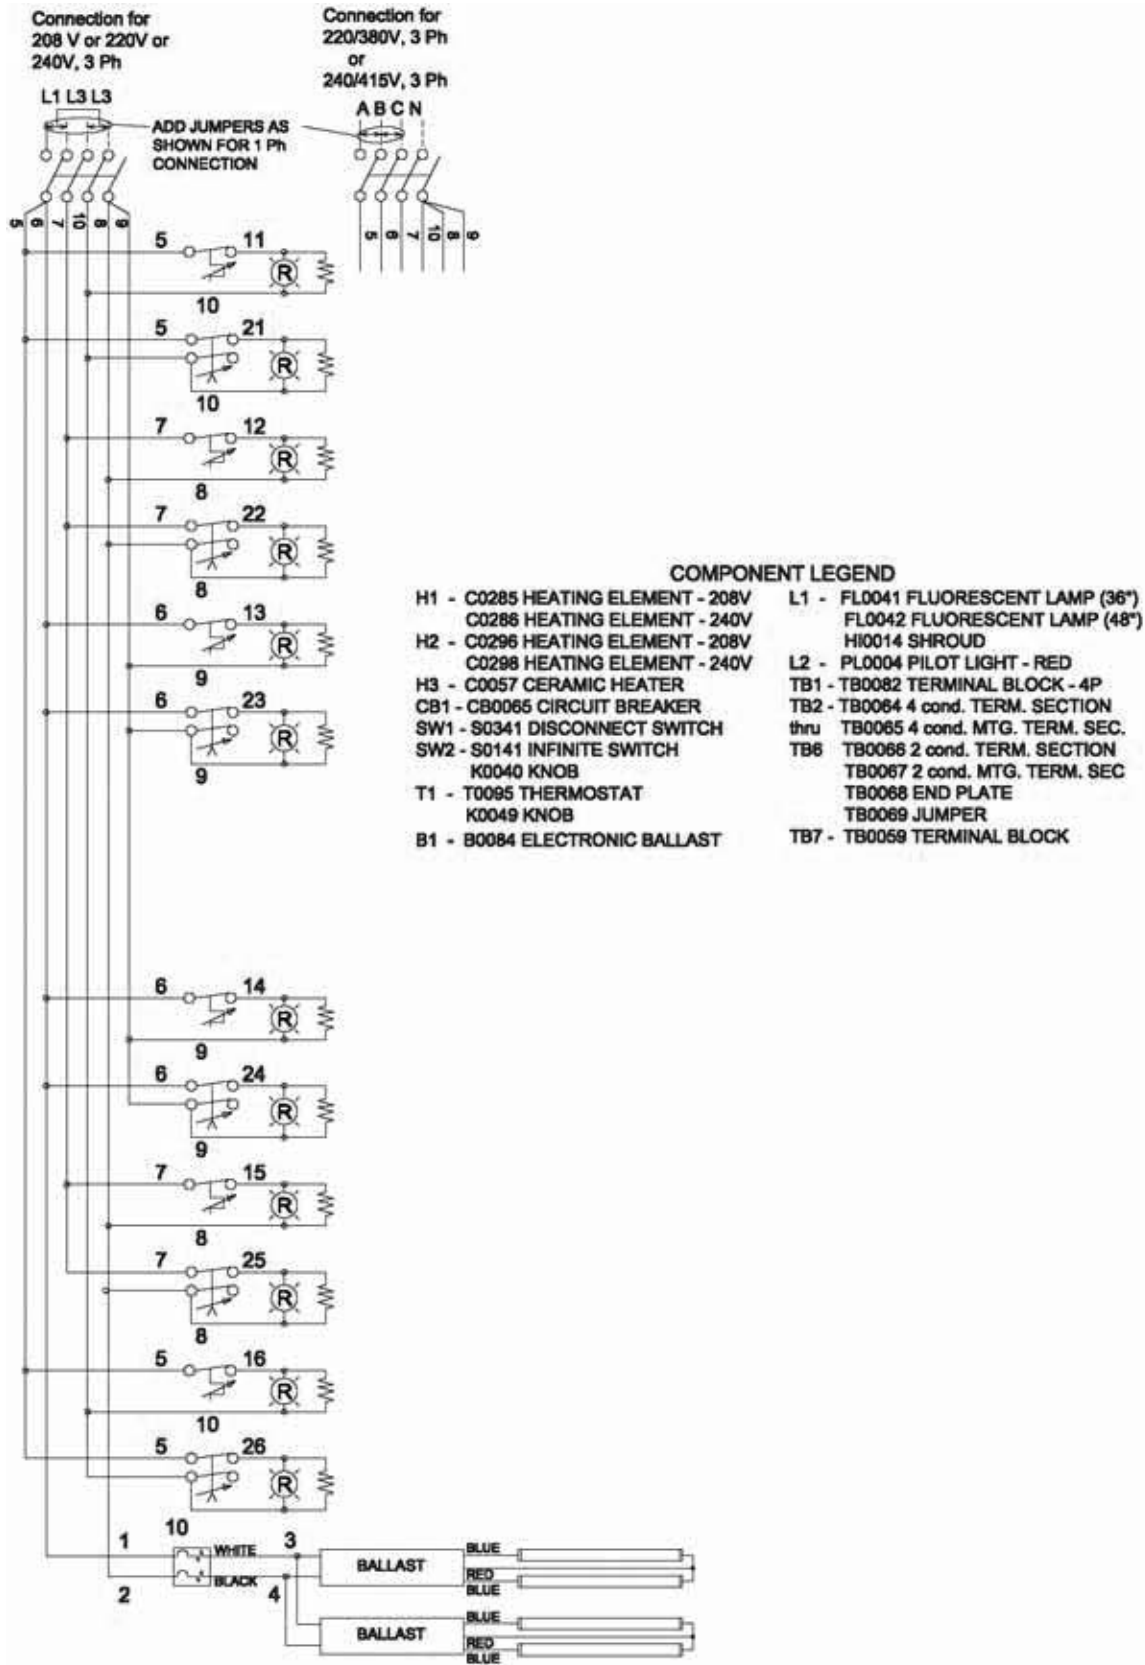 Connection for
208 V or 220V or
240V, 3 Ph
L1 L3 L3
Connection for
220/380V, 3 Ph
or
240/415V, 3 Ph
A B C N
ADD JUMPERS AS
SHOWN FOR 1 Ph
CONNECTION
5 6 7 10 8 9
5 6 7 10 8 9
5 11
R
10
5 21
R
10
7 12
R
8
7 22
R
8
6 13
R
9
6 23
R
9
COMPONENT LEGEND
H1 - C0285 HEATING ELEMENT - 208V
C0286 HEATING ELEMENT - 240V
H2 - C0296 HEATING ELEMENT - 208V
C0298 HEATING ELEMENT - 240V
H3 - C0057 CERAMIC HEATER
CB1 - CB0065 CIRCUIT BREAKER
SW1 - S0341 DISCONNECT SWITCH
SW2 - S0141 INFINITE SWITCH
K0040 KNOB
T1 - T0095 THERMOSTAT
K0049 KNOB
B1 - B0084 ELECTRONIC BALLAST
L1 - FL0041 FLUORESCENT LAMP (36")
FL0042 FLUORESCENT LAMP (48")
HI0014 SHROUD
L2 - PL0004 PILOT LIGHT - RED
TB1 - TB0082 TERMINAL BLOCK - 4P
TB2 - TB0064 4 cond. TERM. SECTION
thru TB0065 4 cond. MTG. TERM. SEC.
TB6 TB0066 2 cond. TERM. SECTION
TB0067 2 cond. MTG. TERM. SEC
TB0068 END PLATE
TB0069 JUMPER
TB7 - TB0059 TERMINAL BLOCK
6 14
R
9
6 24
R
9
7 15
R
8
7 25
R
8
5 16
R
10
5 26
R
1 10 WHITE 3 BALLAST BLUE
2 BLACK 4 RED
BLUE
BALLAST BLUE
RED
BLUE